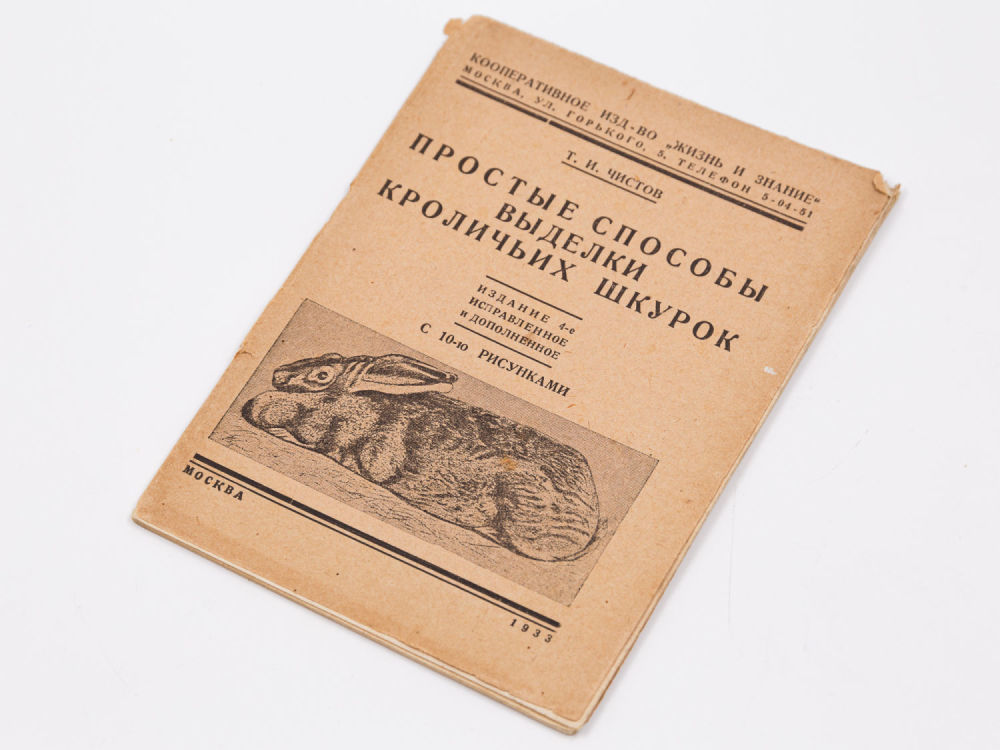 КООПЕРАТИВНОЕ ИЗД-ВО „ЖИЗНЬ И ЗНАНИЕ“
МОСКВА, УЛ. ГОРЬКОГО, 5, ТЕЛЕФОН 5-04-51
Т. И. ЧИСТОВ
ПРОСТЫЕ СПОСОБЫ
ВЫДЕЛКИ
КРОЛИЧЬИХ ШКУРОК
ИЗДАНИЕ 4-е
ИСПРАВЛЕННОЕ
и ДОПОЛНЕННОЕ
С 10-ю РИСУНКАМИ
МОСКВА
1933